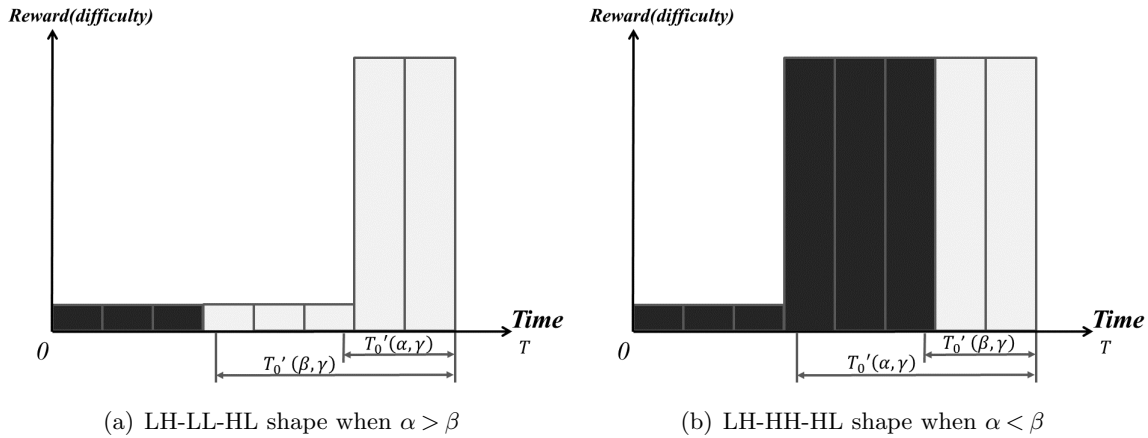 Reward(difficulty)
0
Time
T
T₀′(α,γ)
T₀′(β,γ)
(a) LH-LL-HL shape when α > β
Reward(difficulty)
0
Time
T
T₀′(β,γ)
T₀′(α,γ)
(b) LH-HH-HL shape when α < β